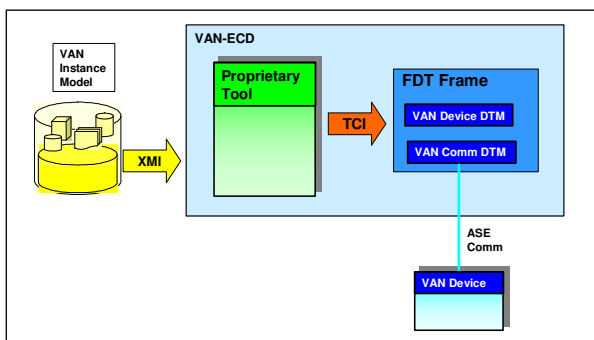 VAN
Instance
Model
VAN-ECD
Proprietary
Tool
FDT Frame
VAN Device DTM
VAN Comm DTM
TCI
XMI
ASE
Comm
VAN Device